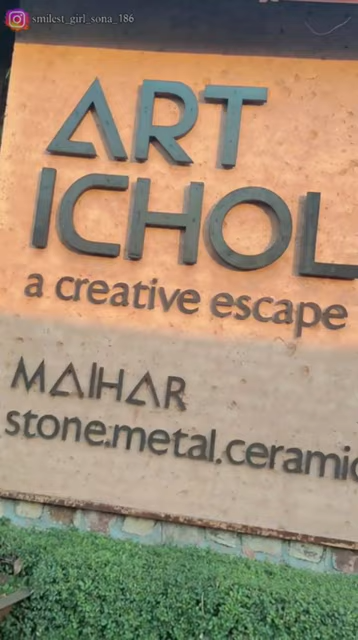 smilest_girl_sona_186
ART
ICHOL
a creative escape
MAIHAR
stone.metal.ceramic